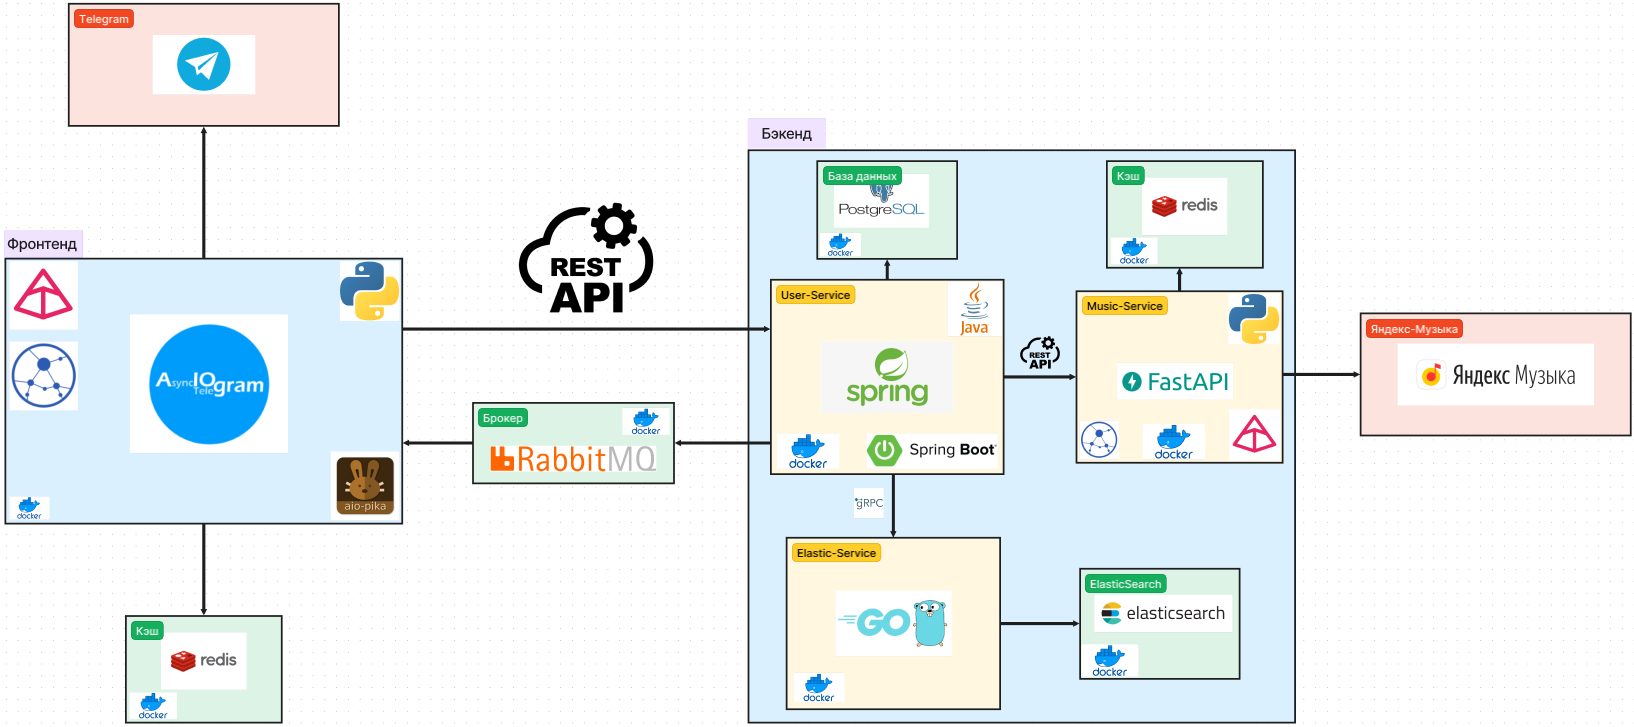 Telegram
Фронтенд
AsyncIOgram
Tele
aio-pika
docker
Кэш
redis
docker
REST
API
Брокер
docker
RabbitMQ
Бэкенд
База данных
PostgreSQL
docker
User-Service
Java
spring
docker
Spring Boot
REST
API
gRPC
Кэш
redis
docker
Music-Service
FastAPI
docker
Elastic-Service
GO
docker
ElasticSearch
elasticsearch
docker
Яндекс-Музыка
Яндекс Музыка